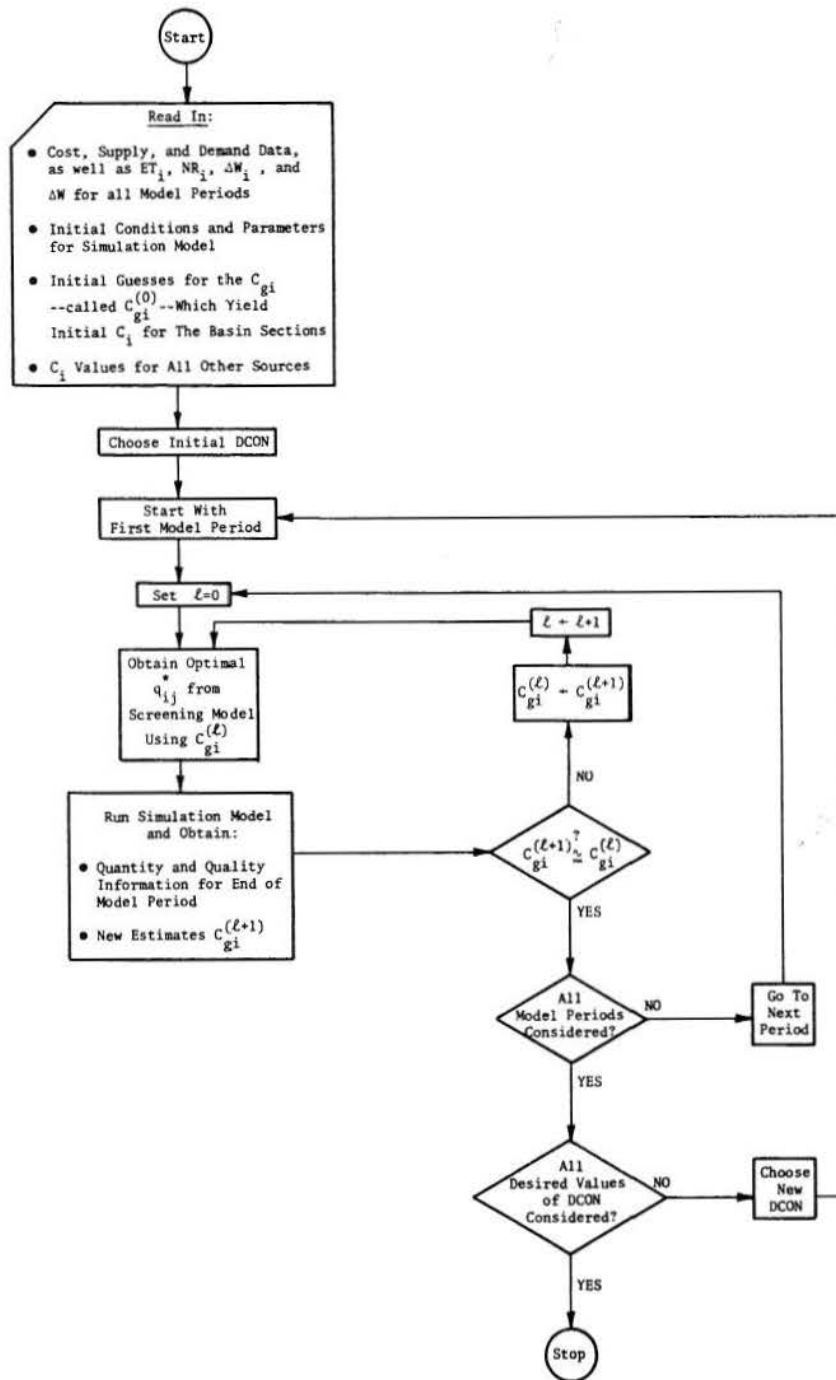 Start
Read In:
● Cost, Supply, and Demand Data,
as well as ET_i, NR_i, ΔW_i , and
ΔW for all Model Periods
● Initial Conditions and Parameters
for Simulation Model
● Initial Guesses for the C_gi
--called C_gi^(0)--Which Yield
Initial C_i for The Basin Sections
● C_i Values for All Other Sources
Choose Initial DCON
Start With
First Model Period
Set ℓ=0
ℓ ← ℓ+1
Obtain Optimal
q*_ij from
Screening Model
Using C_gi^(ℓ)
C_gi^(ℓ) ← C_gi^(ℓ+1)
NO
Run Simulation Model
and Obtain:
● Quantity and Quality
Information for End of
Model Period
● New Estimates C_gi^(ℓ+1)
C_gi^(ℓ+1) ≟ C_gi^(ℓ)
YES
All
Model Periods
Considered?
NO
Go To
Next
Period
YES
All
Desired Values
of DCON
Considered?
NO
Choose
New
DCON
YES
Stop